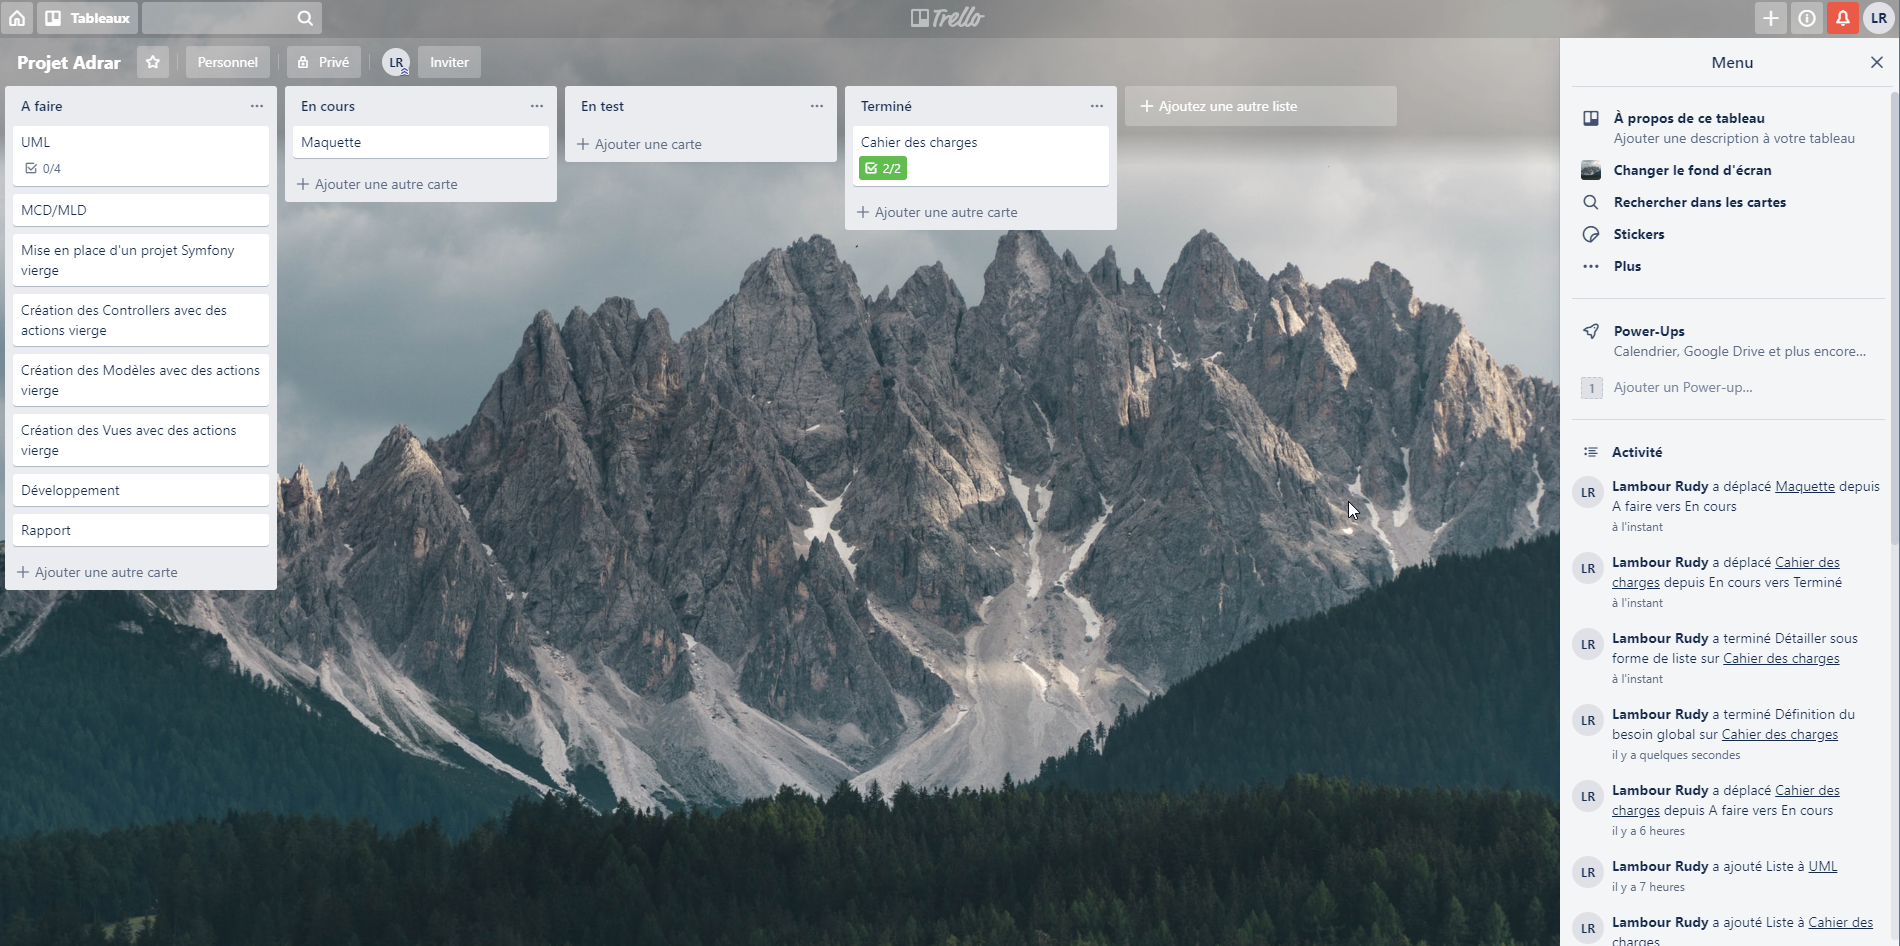 Tableaux
Trello
LR
Projet Adrar
Personnel
Privé
LR
Inviter
A faire
UML
0/4
MCD/MLD
Mise en place d'un projet Symfony
vierge
Création des Controllers avec des
actions vierge
Création des Modèles avec des actions
vierge
Création des Vues avec des actions
vierge
Développement
Rapport
Ajouter une autre carte
En cours
Maquette
Ajouter une autre carte
En test
Ajouter une carte
Terminé
Cahier des charges
2/2
Ajouter une autre carte
Ajoutez une autre liste
Menu
À propos de ce tableau
Ajouter une description à votre tableau
Changer le fond d'écran
Rechercher dans les cartes
Stickers
Plus
Power-Ups
Calendrier, Google Drive et plus encore...
1 Ajouter un Power-up...
Activité
LR
Lambour Rudy a déplacé Maquette depuis
A faire vers En cours
à l'instant
LR
Lambour Rudy a déplacé Cahier des
charges depuis En cours vers Terminé
à l'instant
LR
Lambour Rudy a terminé Détailler sous
forme de liste sur Cahier des charges
à l'instant
LR
Lambour Rudy a terminé Définition du
besoin global sur Cahier des charges
il y a quelques secondes
LR
Lambour Rudy a déplacé Cahier des
charges depuis A faire vers En cours
il y a 6 heures
LR
Lambour Rudy a ajouté Liste à UML
il y a 7 heures
LR
Lambour Rudy a ajouté Liste à Cahier des
charges